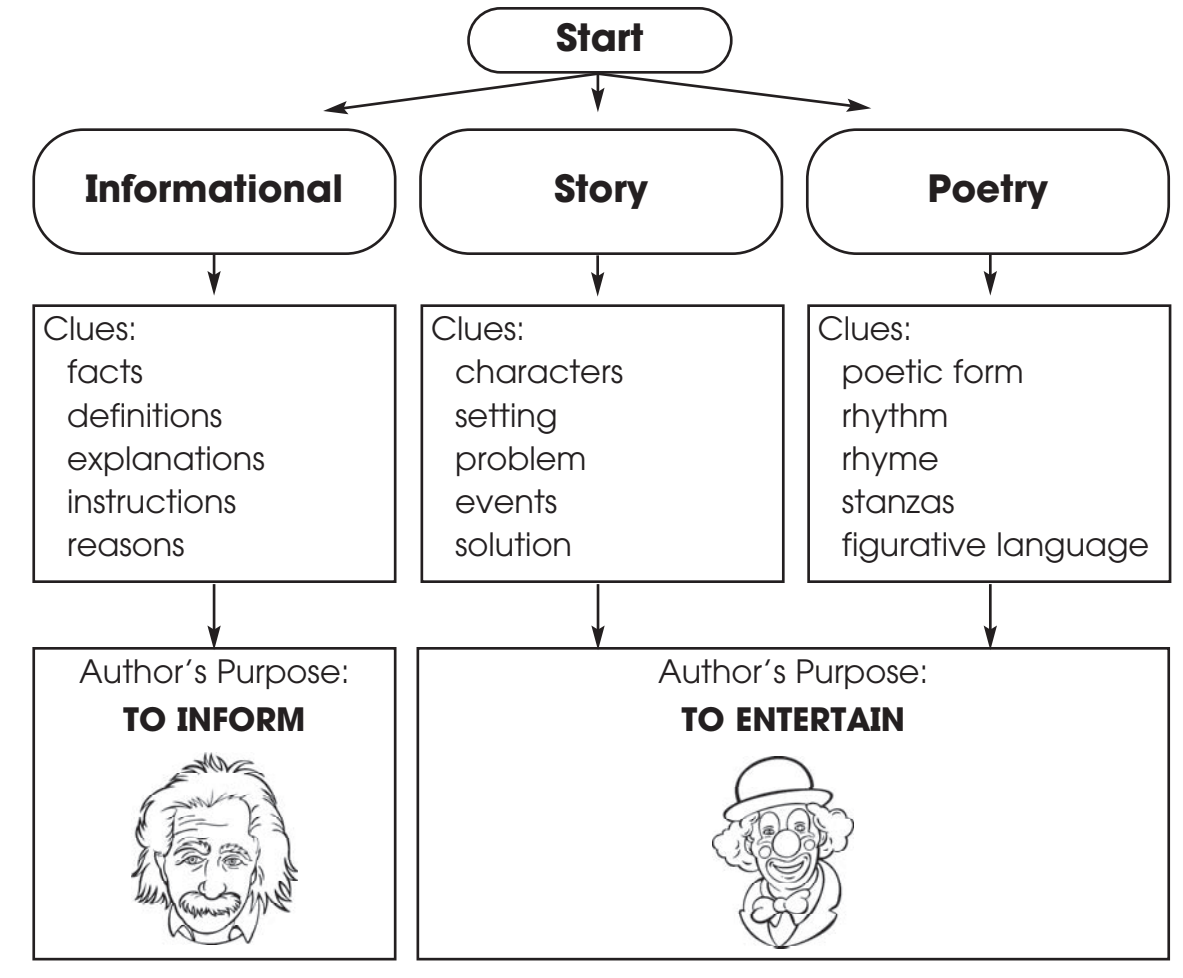 Start
Informational
Story
Poetry
Clues:
facts
definitions
explanations
instructions
reasons
Clues:
characters
setting
problem
events
solution
Clues:
poetic form
rhythm
rhyme
stanzas
figurative language
Author's Purpose:
TO INFORM
Author's Purpose:
TO ENTERTAIN